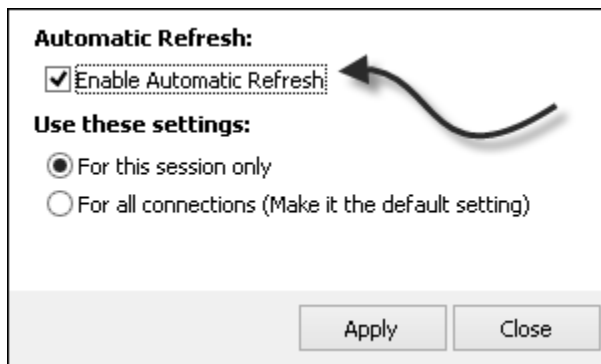 Automatic Refresh:
Enable Automatic Refresh
Use these settings:
For this session only
For all connections (Make it the default setting)
Apply Close